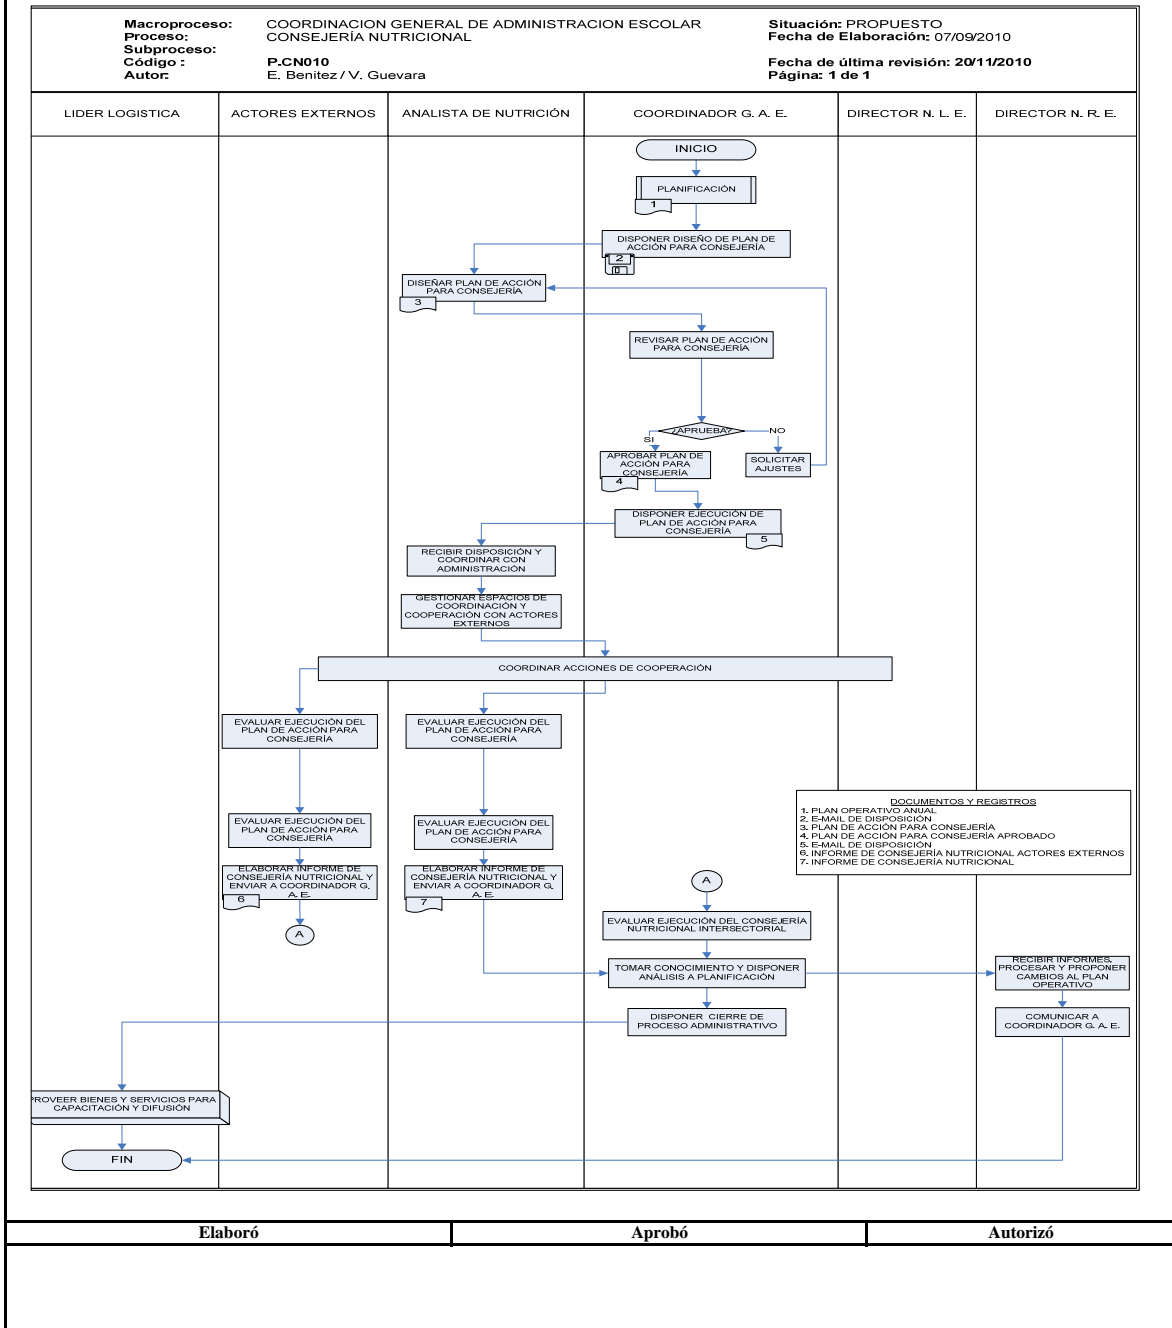 Macroproceso: COORDINACION GENERAL DE ADMINISTRACION ESCOLAR
Proceso: CONSEJERÍA NUTRICIONAL
Subproceso:
Código : P.CN010
Autor: E. Benitez / V. Guevara
Situación: PROPUESTO
Fecha de Elaboración: 07/09/2010
Fecha de última revisión: 20/11/2010
Página: 1 de 1
LIDER LOGISTICA
ACTORES EXTERNOS
ANALISTA DE NUTRICIÓN
COORDINADOR G. A. E.
DIRECTOR N. L. E.
DIRECTOR N. R. E.
INICIO
PLANIFICACIÓN
1
DISPONER DISEÑO DE PLAN DE
ACCIÓN PARA CONSEJERÍA
2
DISEÑAR PLAN DE ACCIÓN
PARA CONSEJERÍA
3
REVISAR PLAN DE ACCIÓN
PARA CONSEJERÍA
¿APRUEBA?
SI
NO
APROBAR PLAN DE
ACCIÓN PARA
CONSEJERÍA
4
SOLICITAR
AJUSTES
DISPONER EJECUCIÓN DE
PLAN DE ACCIÓN PARA
CONSEJERÍA
5
RECIBIR DISPOSICIÓN Y
COORDINAR CON
ADMINISTRACIÓN
GESTIONAR ESPACIOS DE
COORDINACIÓN Y
COOPERACIÓN CON ACTORES
EXTERNOS
COORDINAR ACCIONES DE COOPERACIÓN
EVALUAR EJECUCIÓN DEL
PLAN DE ACCIÓN PARA
CONSEJERÍA
EVALUAR EJECUCIÓN DEL
PLAN DE ACCIÓN PARA
CONSEJERÍA
EVALUAR EJECUCIÓN DEL
PLAN DE ACCIÓN PARA
CONSEJERÍA
EVALUAR EJECUCIÓN DEL
PLAN DE ACCIÓN PARA
CONSEJERÍA
DOCUMENTOS Y REGISTROS
1. PLAN OPERATIVO ANUAL
2. E-MAIL DE DISPOSICIÓN
3. PLAN DE ACCIÓN PARA CONSEJERÍA
4. PLAN DE ACCIÓN PARA CONSEJERÍA APROBADO
5- E-MAIL DE DISPOSICIÓN
6. INFORME DE CONSEJERÍA NUTRICIONAL ACTORES EXTERNOS
7- INFORME DE CONSEJERÍA NUTRICIONAL
ELABORAR INFORME DE
CONSEJERÍA NUTRICIONAL Y
ENVIAR A COORDINADOR G.
A. E.
6
ELABORAR INFORME DE
CONSEJERÍA NUTRICIONAL Y
ENVIAR A COORDINADOR G.
A. E.
7
A
A
EVALUAR EJECUCIÓN DEL CONSEJERÍA
NUTRICIONAL INTERSECTORIAL
TOMAR CONOCIMIENTO Y DISPONER
ANÁLISIS A PLANIFICACIÓN
RECIBIR INFORMES,
PROCESAR Y PROPONER
CAMBIOS AL PLAN
OPERATIVO
DISPONER CIERRE DE
PROCESO ADMINISTRATIVO
COMUNICAR A
COORDINADOR G. A. E.
PROVEER BIENES Y SERVICIOS PARA
CAPACITACIÓN Y DIFUSIÓN
FIN
Elaboró
Aprobó
Autorizó